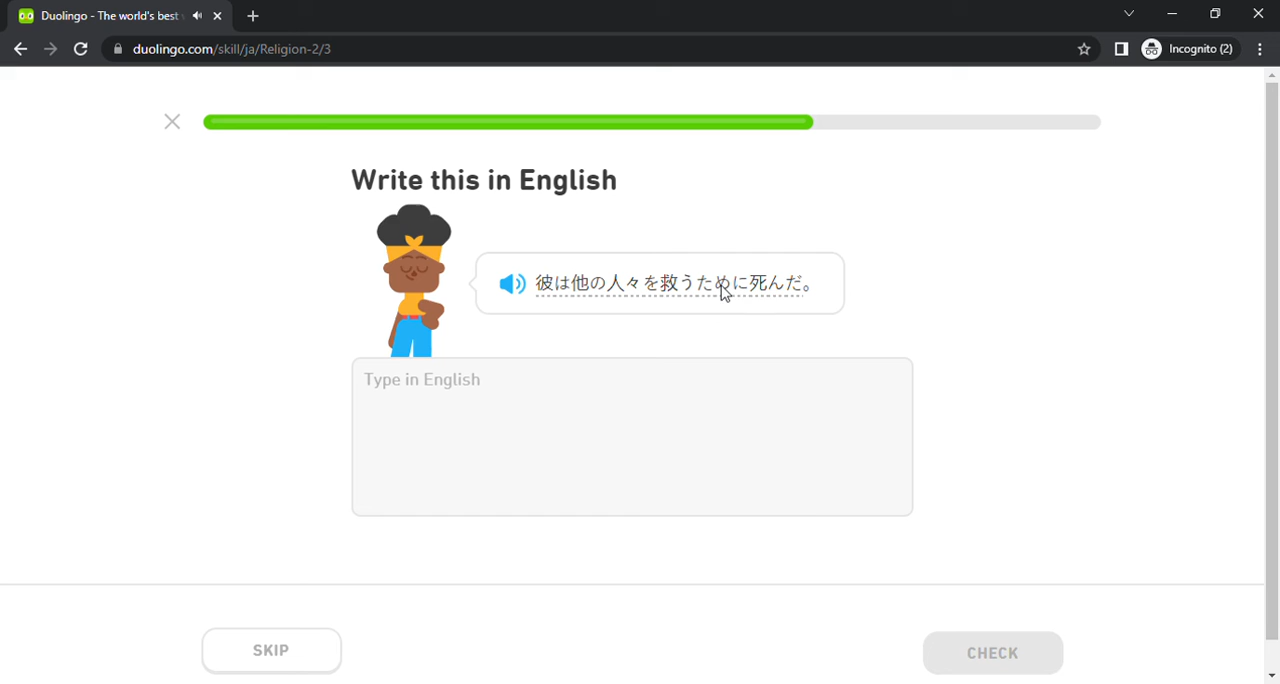 Duolingo - The world's best
duolingo.com/skill/ja/Religion-2/3
Incognito (2)
Write this in English
彼は他の人々を救うために死んだ。
Type in English
SKIP
CHECK